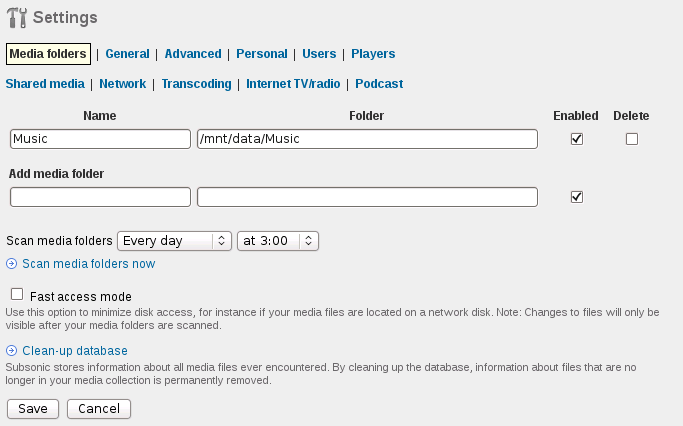 Settings
Media folders | General | Advanced | Personal | Users | Players
Shared media | Network | Transcoding | Internet TV/radio | Podcast
Name Folder Enabled Delete
Music /mnt/data/Music
Add media folder
Scan media folders Every day at 3:00
Scan media folders now
Fast access mode
Use this option to minimize disk access, for instance if your media files are located on a network disk. Note: Changes to files will only be
visible after your media folders are scanned.
Clean-up database
Subsonic stores information about all media files ever encountered. By cleaning up the database, information about files that are no
longer in your media collection is permanently removed.
Save Cancel